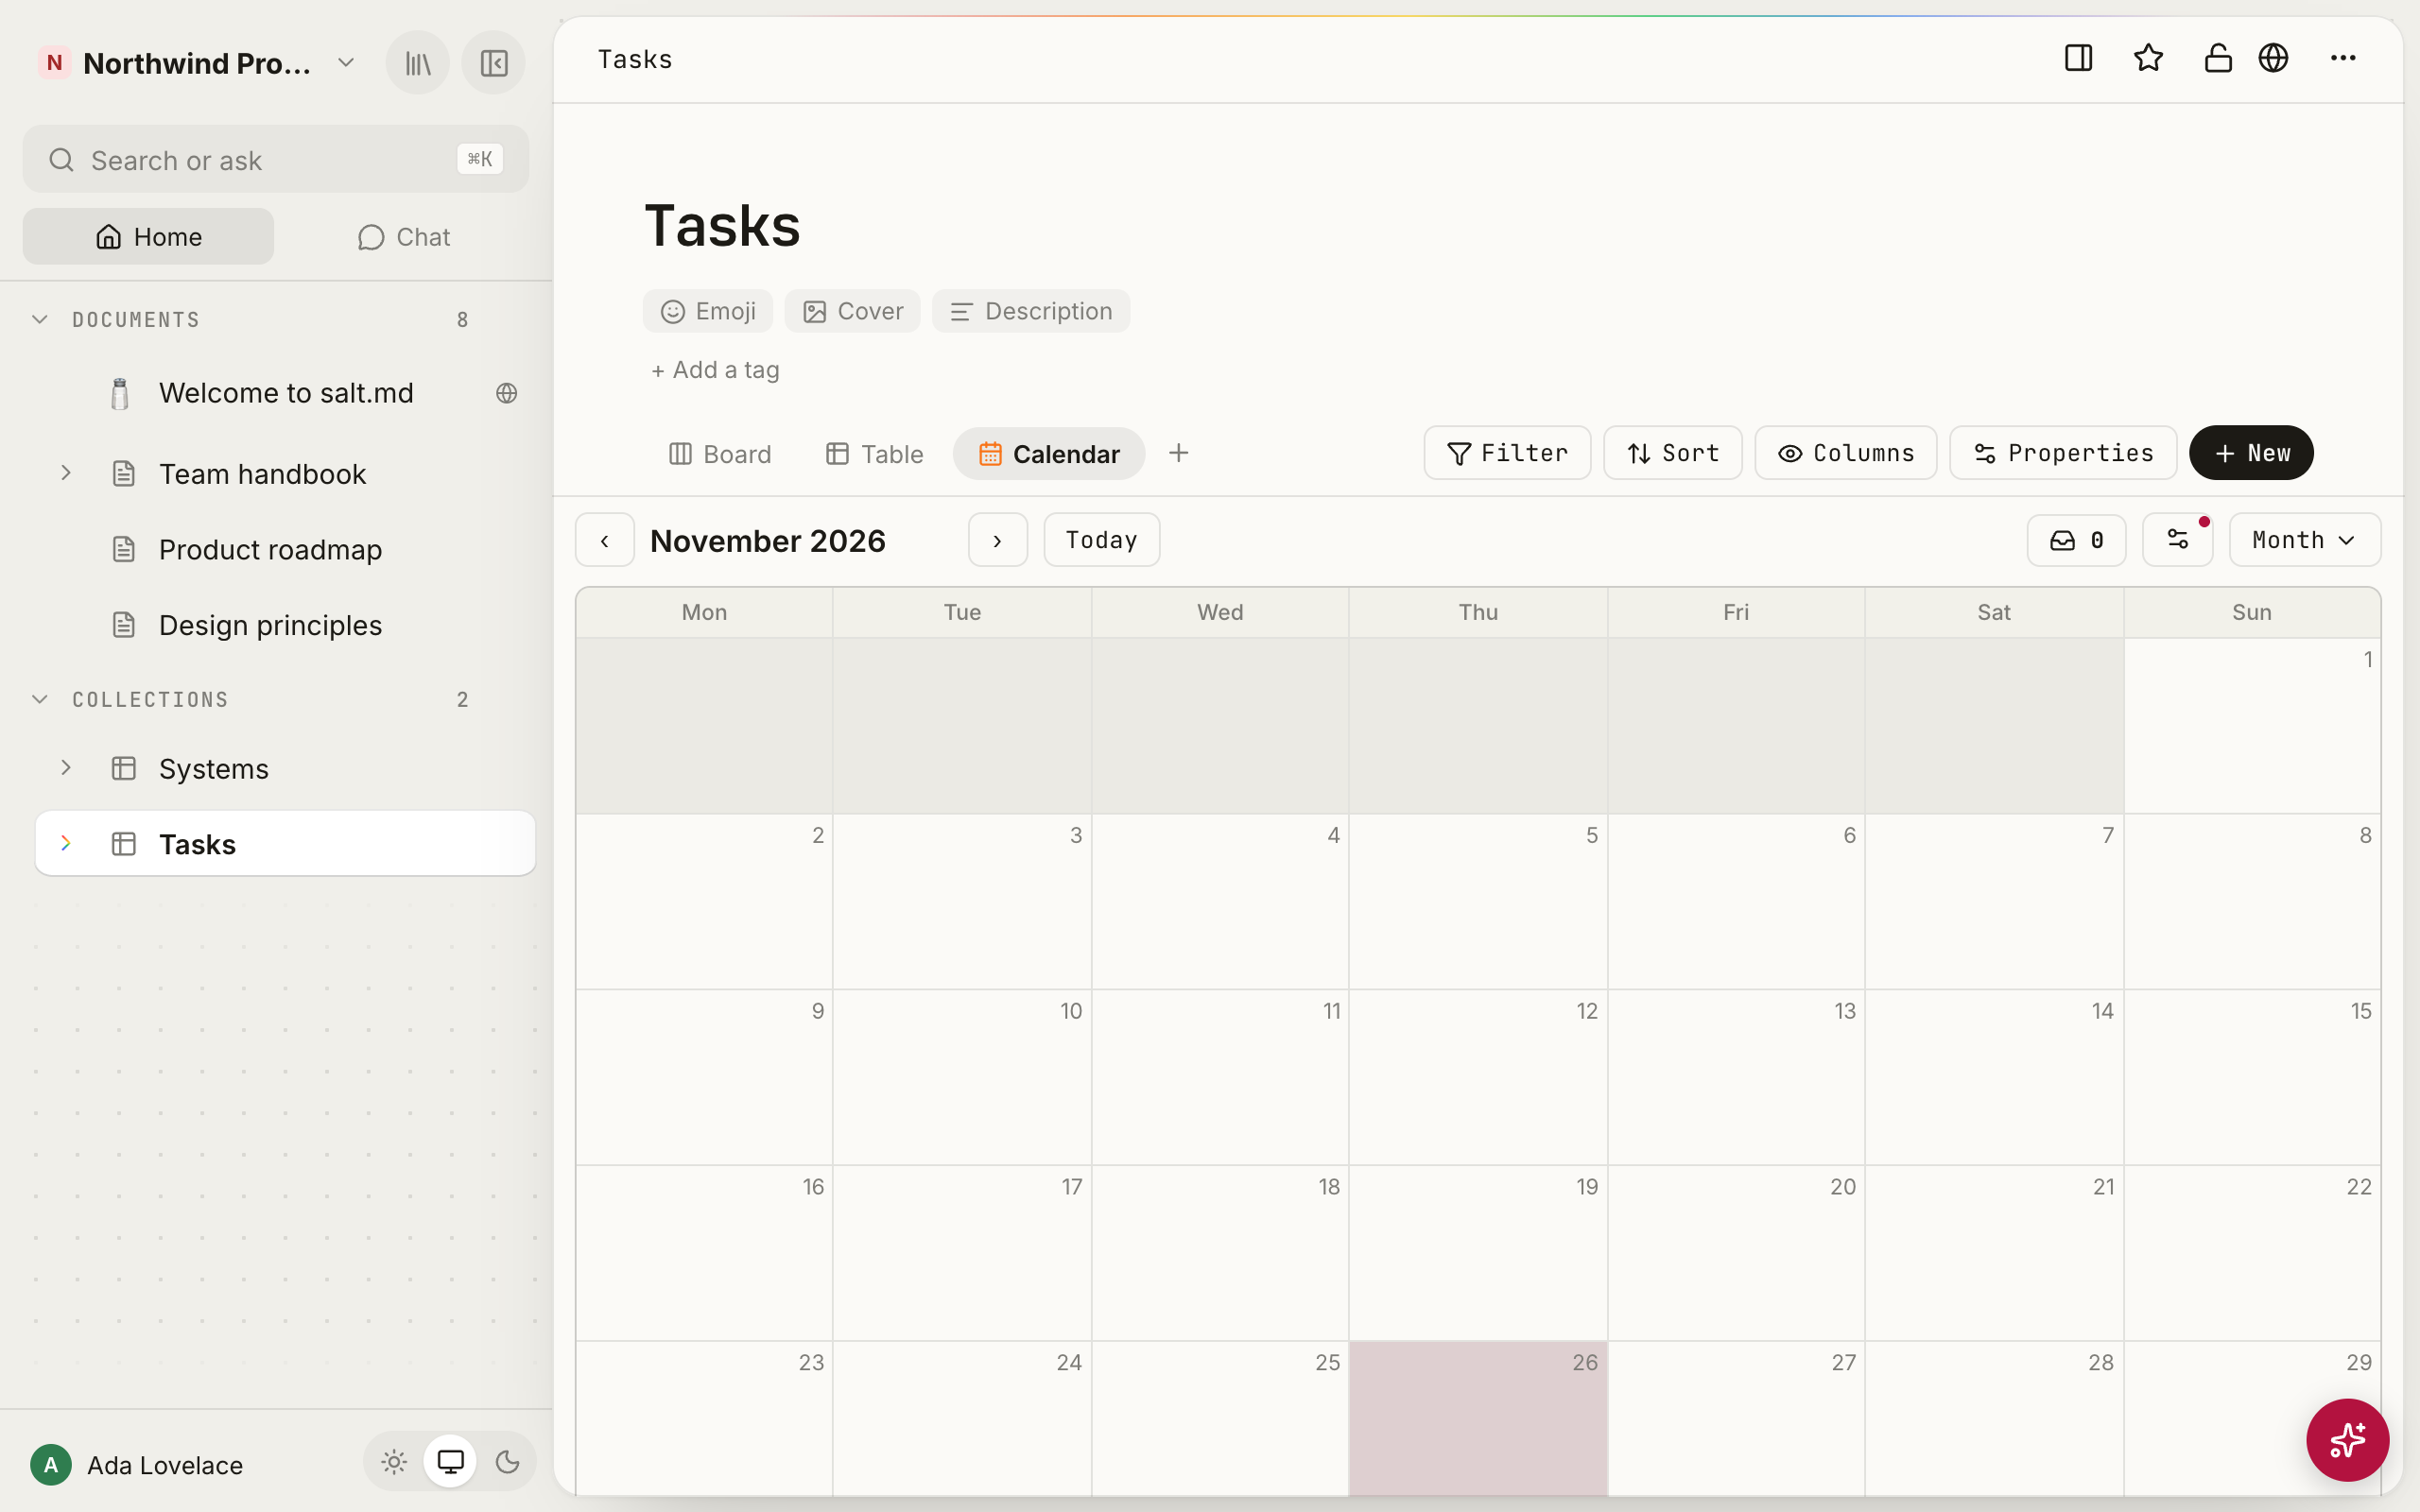 N Northwind Pro...
Search or ask ⌘K
Home Chat
DOCUMENTS 8
Welcome to salt.md
Team handbook
Product roadmap
Design principles
COLLECTIONS 2
Systems
Tasks
A Ada Lovelace
Tasks
Tasks
Emoji Cover Description
+ Add a tag
Board Table Calendar + Filter Sort Columns Properties + New
‹ November 2026 › Today 0 Month
Mon Tue Wed Thu Fri Sat Sun
1
2 3 4 5 6 7 8
9 10 11 12 13 14 15
16 17 18 19 20 21 22
23 24 25 26 27 28 29